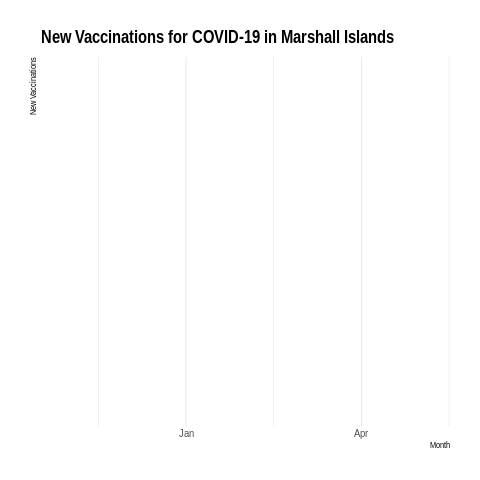 New Vaccinations for COVID-19 in Marshall Islands
New Vaccinations
Jan
Apr
Month